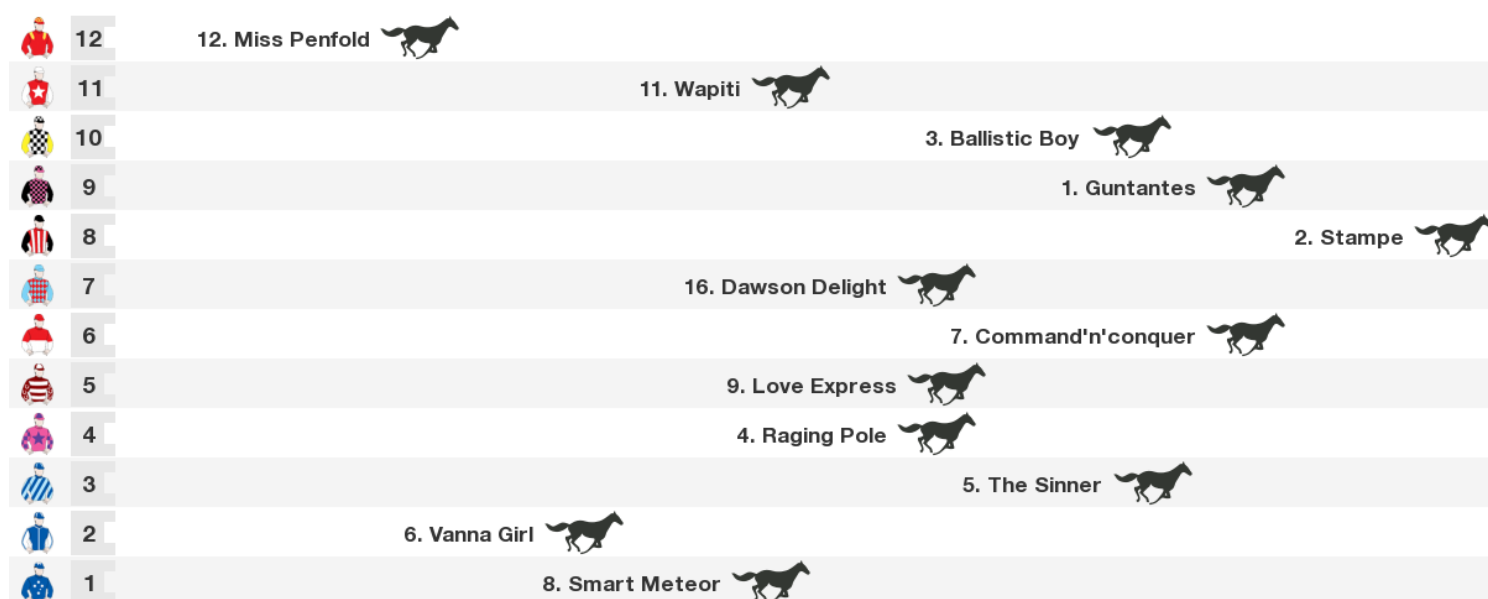 12 12. Miss Penfold
11 11. Wapiti
10 3. Ballistic Boy
9 1. Guntantes
8 2. Stampe
7 16. Dawson Delight
6 7. Command'n'conquer
5 9. Love Express
4 4. Raging Pole
3 5. The Sinner
2 6. Vanna Girl
1 8. Smart Meteor